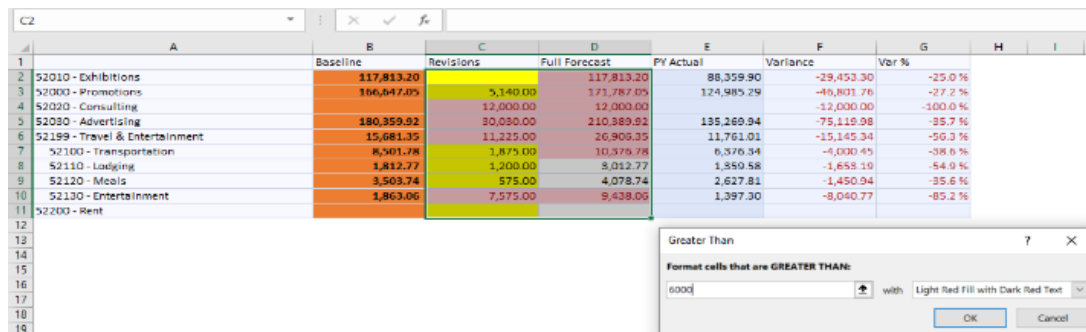 C2
fx
A B C D E F G H I
1 Baseline Revisions Full Forecast PY Actual Variance Var %
2 52010 - Exhibitions 117,813.20 117,813.20 88,359.90 -29,453.30 -25.0 %
3 52000 - Promotions 166,647.05 5,140.00 171,787.05 124,985.29 -46,801.76 -27.2 %
4 52020 - Consulting 12,000.00 12,000.00 -12,000.00 -100.0 %
5 52030 - Advertising 180,359.92 30,030.00 210,389.92 135,269.94 -75,119.98 -35.7 %
6 52199 - Travel & Entertainment 15,681.35 11,225.00 26,906.35 11,761.01 -15,145.34 -56.3 %
7 52100 - Transportation 8,501.78 1,875.00 10,376.78 6,376.34 -4,000.45 -38.6 %
8 52110 - Lodging 1,812.77 1,200.00 3,012.77 1,359.58 -1,653.19 -54.9 %
9 52120 - Meals 3,503.74 575.00 4,078.74 2,627.81 -1,450.94 -35.6 %
10 52130 - Entertainment 1,863.06 7,575.00 9,438.06 1,397.30 -8,040.77 -85.2 %
11 52200 - Rent
12
13 Greater Than ? ×
14
15 Format cells that are GREATER THAN:
16 6000 with Light Red Fill with Dark Red Text
17
18 OK Cancel
19